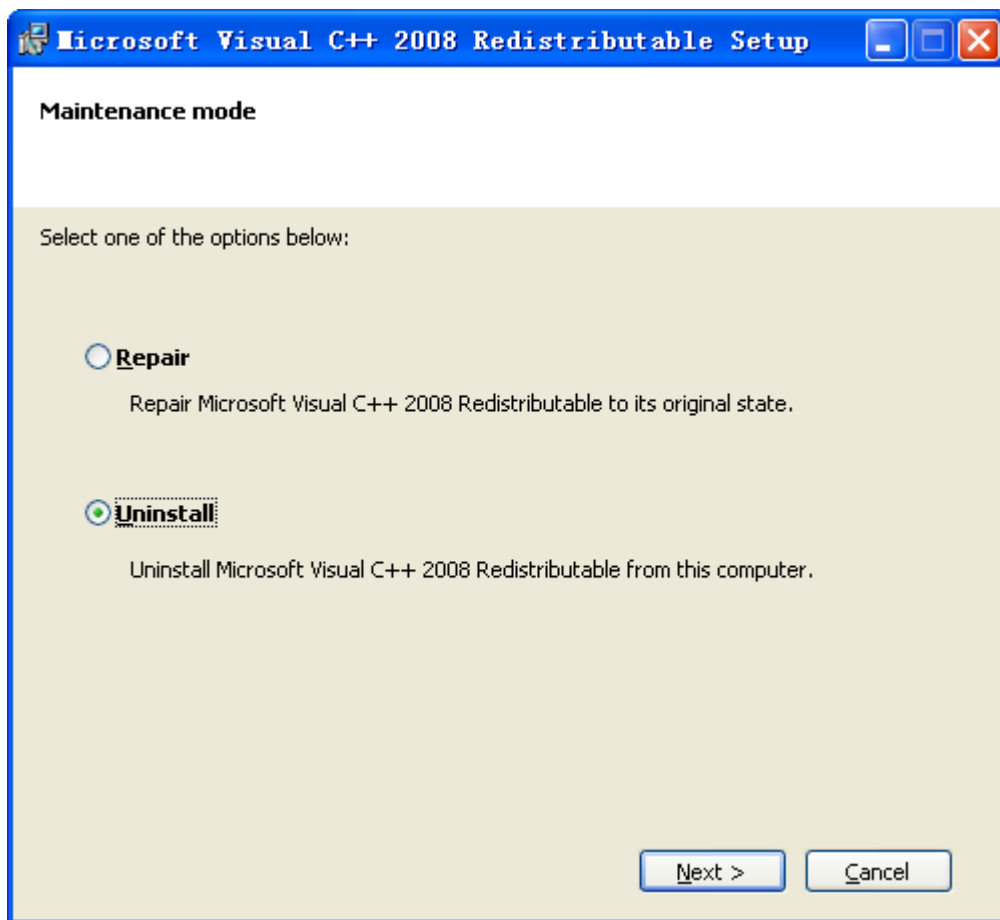 Microsoft Visual C++ 2008 Redistributable Setup
Maintenance mode
Select one of the options below:
Repair
Repair Microsoft Visual C++ 2008 Redistributable to its original state.
Uninstall
Uninstall Microsoft Visual C++ 2008 Redistributable from this computer.
Next > Cancel